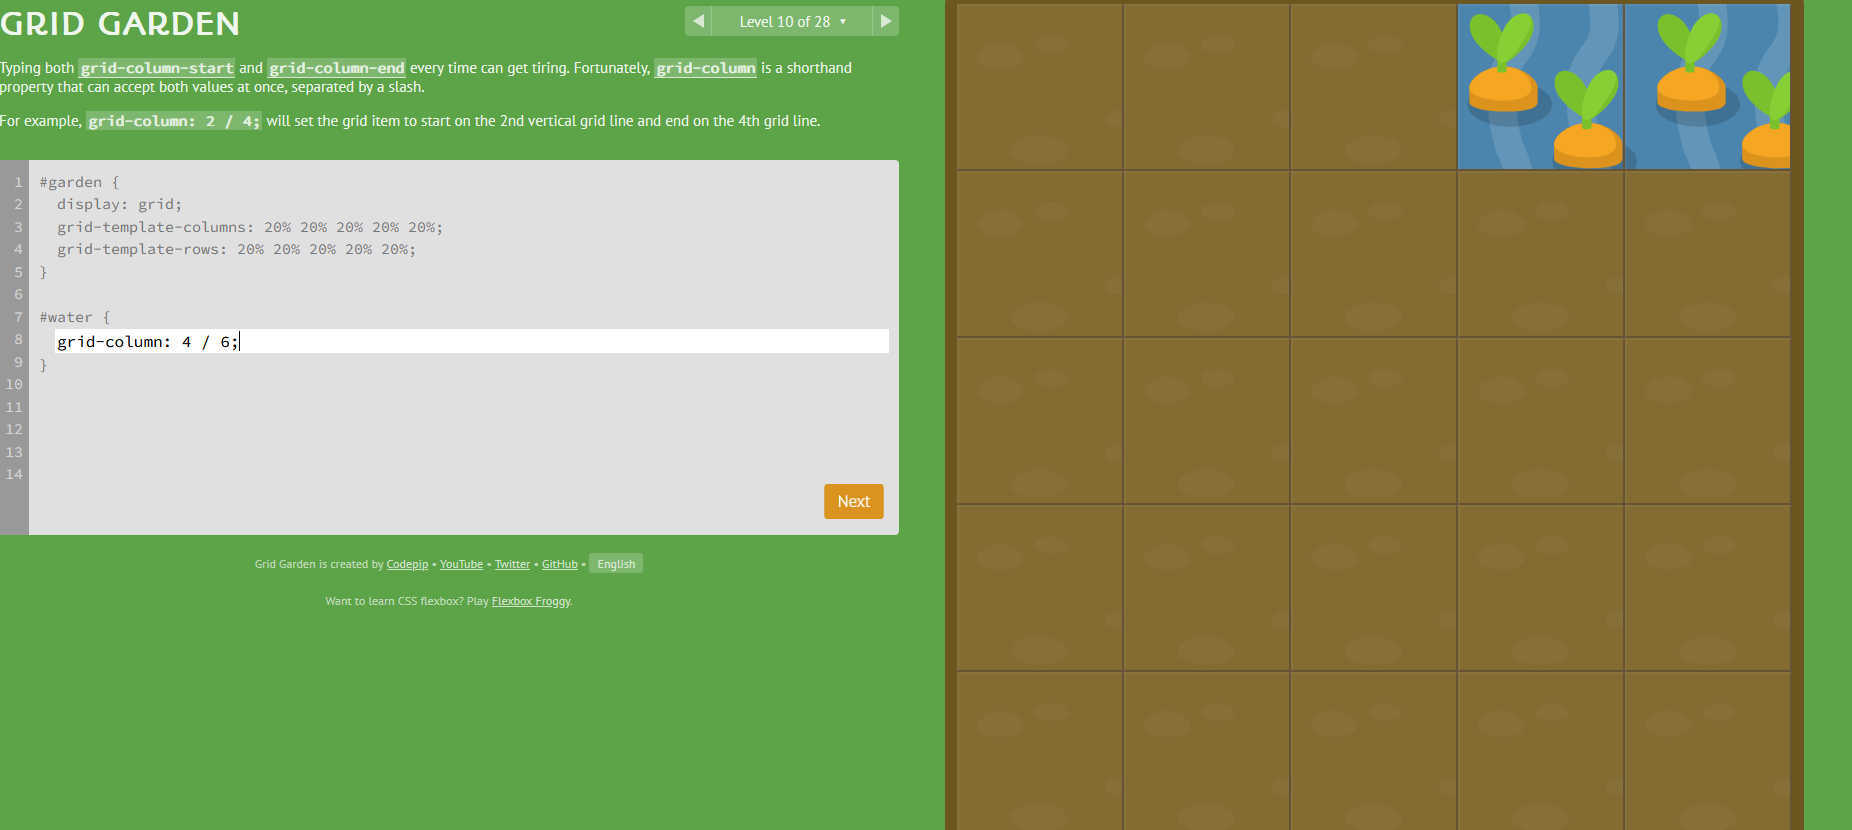 GRID GARDEN
◀ Level 10 of 28 ▼ ▶
Typing both grid-column-start and grid-column-end every time can get tiring. Fortunately, grid-column is a shorthand
property that can accept both values at once, separated by a slash.
For example, grid-column: 2 / 4; will set the grid item to start on the 2nd vertical grid line and end on the 4th grid line.
1 #garden {
2 display: grid;
3 grid-template-columns: 20% 20% 20% 20% 20%;
4 grid-template-rows: 20% 20% 20% 20% 20%;
5 }
6
7 #water {
8 grid-column: 4 / 6;
9 }
10
11
12
13
14
Next
Grid Garden is created by Codepip • YouTube • Twitter • GitHub • English
Want to learn CSS flexbox? Play Flexbox Froggy.